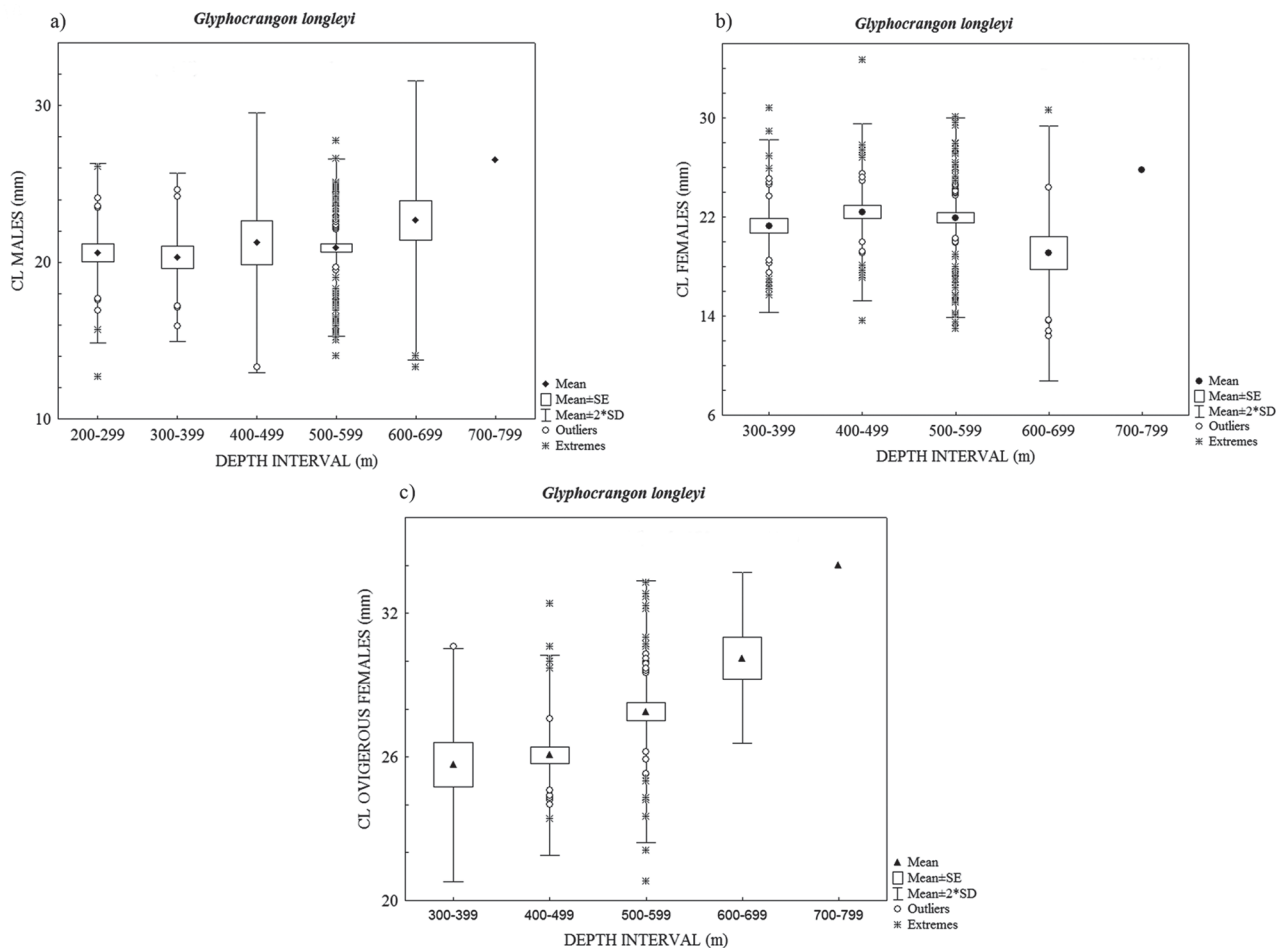 a)
Glyphocrangon longleyi
CL MALES (mm)
30
20
10
200-299 300-399 400-499 500-599 600-699 700-799
DEPTH INTERVAL (m)
Mean
Mean±SE
Mean±2*SD
Outliers
Extremes
b)
Glyphocrangon longleyi
CL FEMALES (mm)
30
22
14
6
300-399 400-499 500-599 600-699 700-799
DEPTH INTERVAL (m)
Mean
Mean±SE
Mean±2*SD
Outliers
Extremes
c)
Glyphocrangon longleyi
CL OVIGEROUS FEMALES (mm)
32
26
20
300-399 400-499 500-599 600-699 700-799
DEPTH INTERVAL (m)
Mean
Mean±SE
Mean±2*SD
Outliers
Extremes